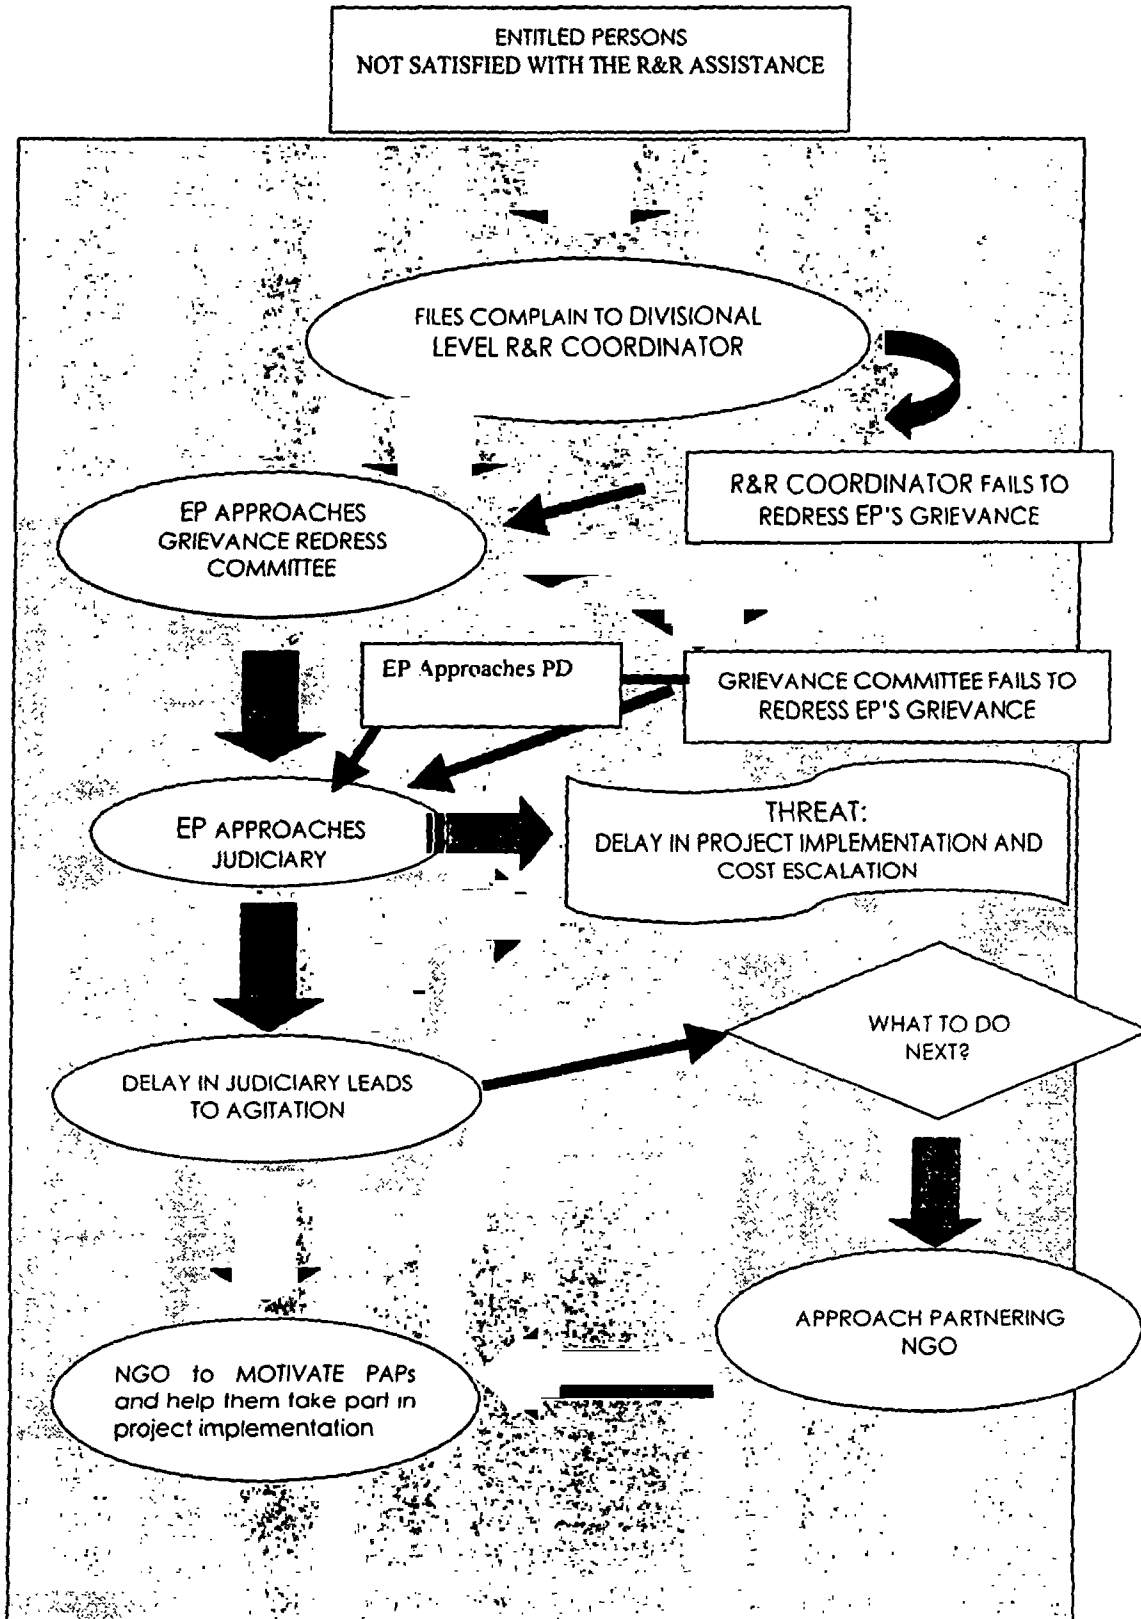 ENTITLED PERSONS
NOT SATISFIED WITH THE R&R ASSISTANCE
FILES COMPLAIN TO DIVISIONAL
LEVEL R&R COORDINATOR
R&R COORDINATOR FAILS TO
REDRESS EP'S GRIEVANCE
EP APPROACHES
GRIEVANCE REDRESS
COMMITTEE
EP Approaches PD
GRIEVANCE COMMITTEE FAILS TO
REDRESS EP'S GRIEVANCE
EP APPROACHES
JUDICIARY
THREAT:
DELAY IN PROJECT IMPLEMENTATION AND
COST ESCALATION
WHAT TO DO
NEXT?
DELAY IN JUDICIARY LEADS
TO AGITATION
APPROACH PARTNERING
NGO
NGO to MOTIVATE PAPs
and help them take part in
project implementation